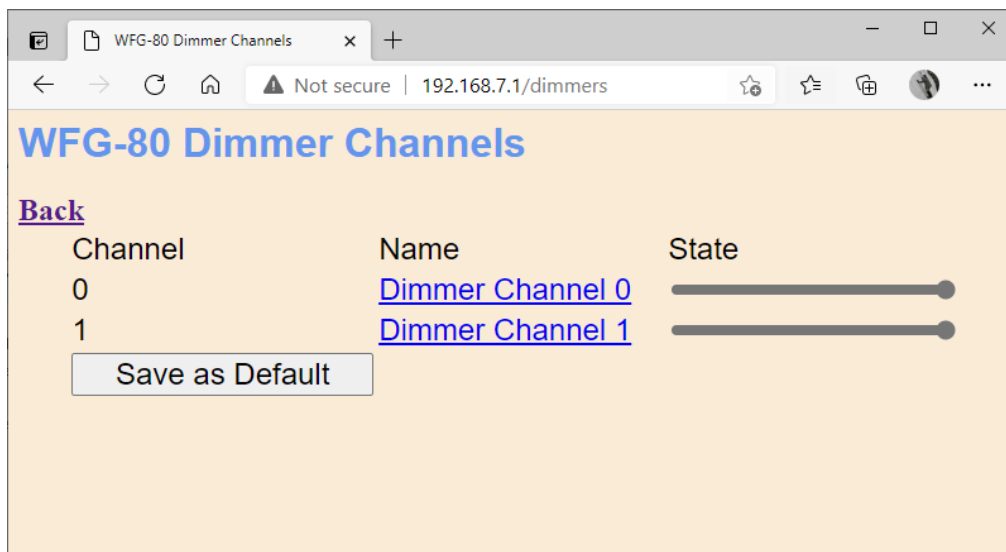 WFG-80 Dimmer Channels
Not secure | 192.168.7.1/dimmers
WFG-80 Dimmer Channels
Back
Channel Name State
0 Dimmer Channel 0
1 Dimmer Channel 1
Save as Default